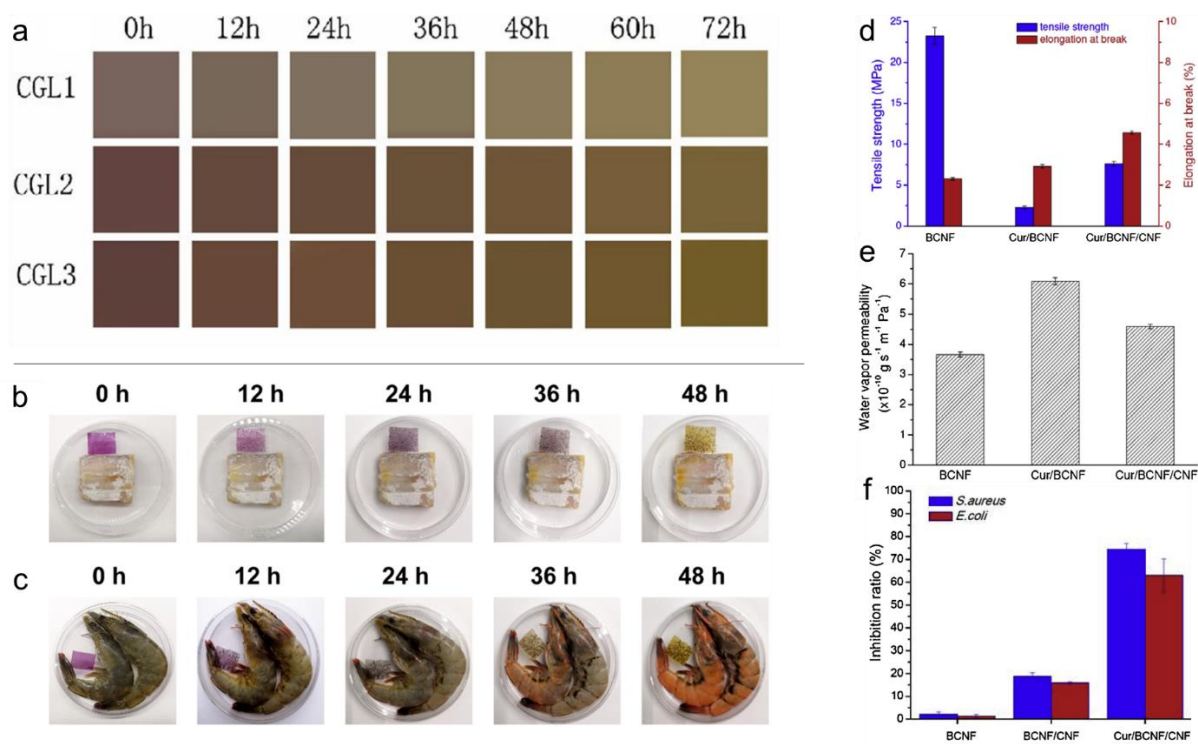 a
0h 12h 24h 36h 48h 60h 72h
CGL1
CGL2
CGL3
b
0 h 12 h 24 h 36 h 48 h
c
0 h 12 h 24 h 36 h 48 h
d
tensile strength
elongation at break
Tensile strength (MPa)
25
20
15
10
5
0
Elongation at break (%)
10
8
6
4
2
0
BCNF Cur/BCNF Cur/BCNF/CNF
e
Water vapor permeability
(x10⁻¹⁰ g s⁻¹ m⁻¹ Pa⁻¹)
7
6
5
4
3
2
1
0
BCNF Cur/BCNF Cur/BCNF/CNF
f
S.aureus
E.coli
Inhibition ratio (%)
100
90
80
70
60
50
40
30
20
10
0
BCNF BCNF/CNF Cur/BCNF/CNF